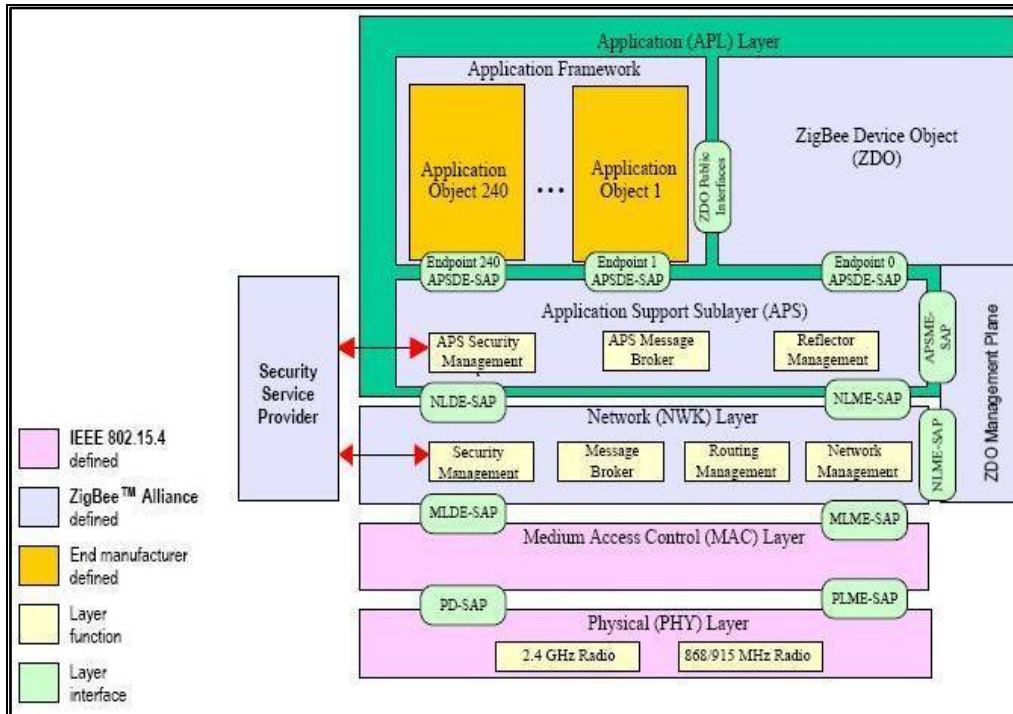 Application (APL) Layer
Application Framework
Application
Object 240
...
Application
Object 1
ZDO Public
Interfaces
ZigBee Device Object
(ZDO)
Endpoint 240
APSDE-SAP
Endpoint 1
APSDE-SAP
Endpoint 0
APSDE-SAP
Application Support Sublayer (APS)
APS Security
Management
APS Message
Broker
Reflector
Management
APSME-
SAP
Security
Service
Provider
NLDE-SAP
NLME-SAP
Network (NWK) Layer
Security
Management
Message
Broker
Routing
Management
Network
Management
NLME-SAP
ZDO Management Plane
MLDE-SAP
MLME-SAP
Medium Access Control (MAC) Layer
PD-SAP
PLME-SAP
Physical (PHY) Layer
2.4 GHz Radio
868/915 MHz Radio
IEEE 802.15.4
defined
ZigBee™ Alliance
defined
End manufacturer
defined
Layer
function
Layer
interface